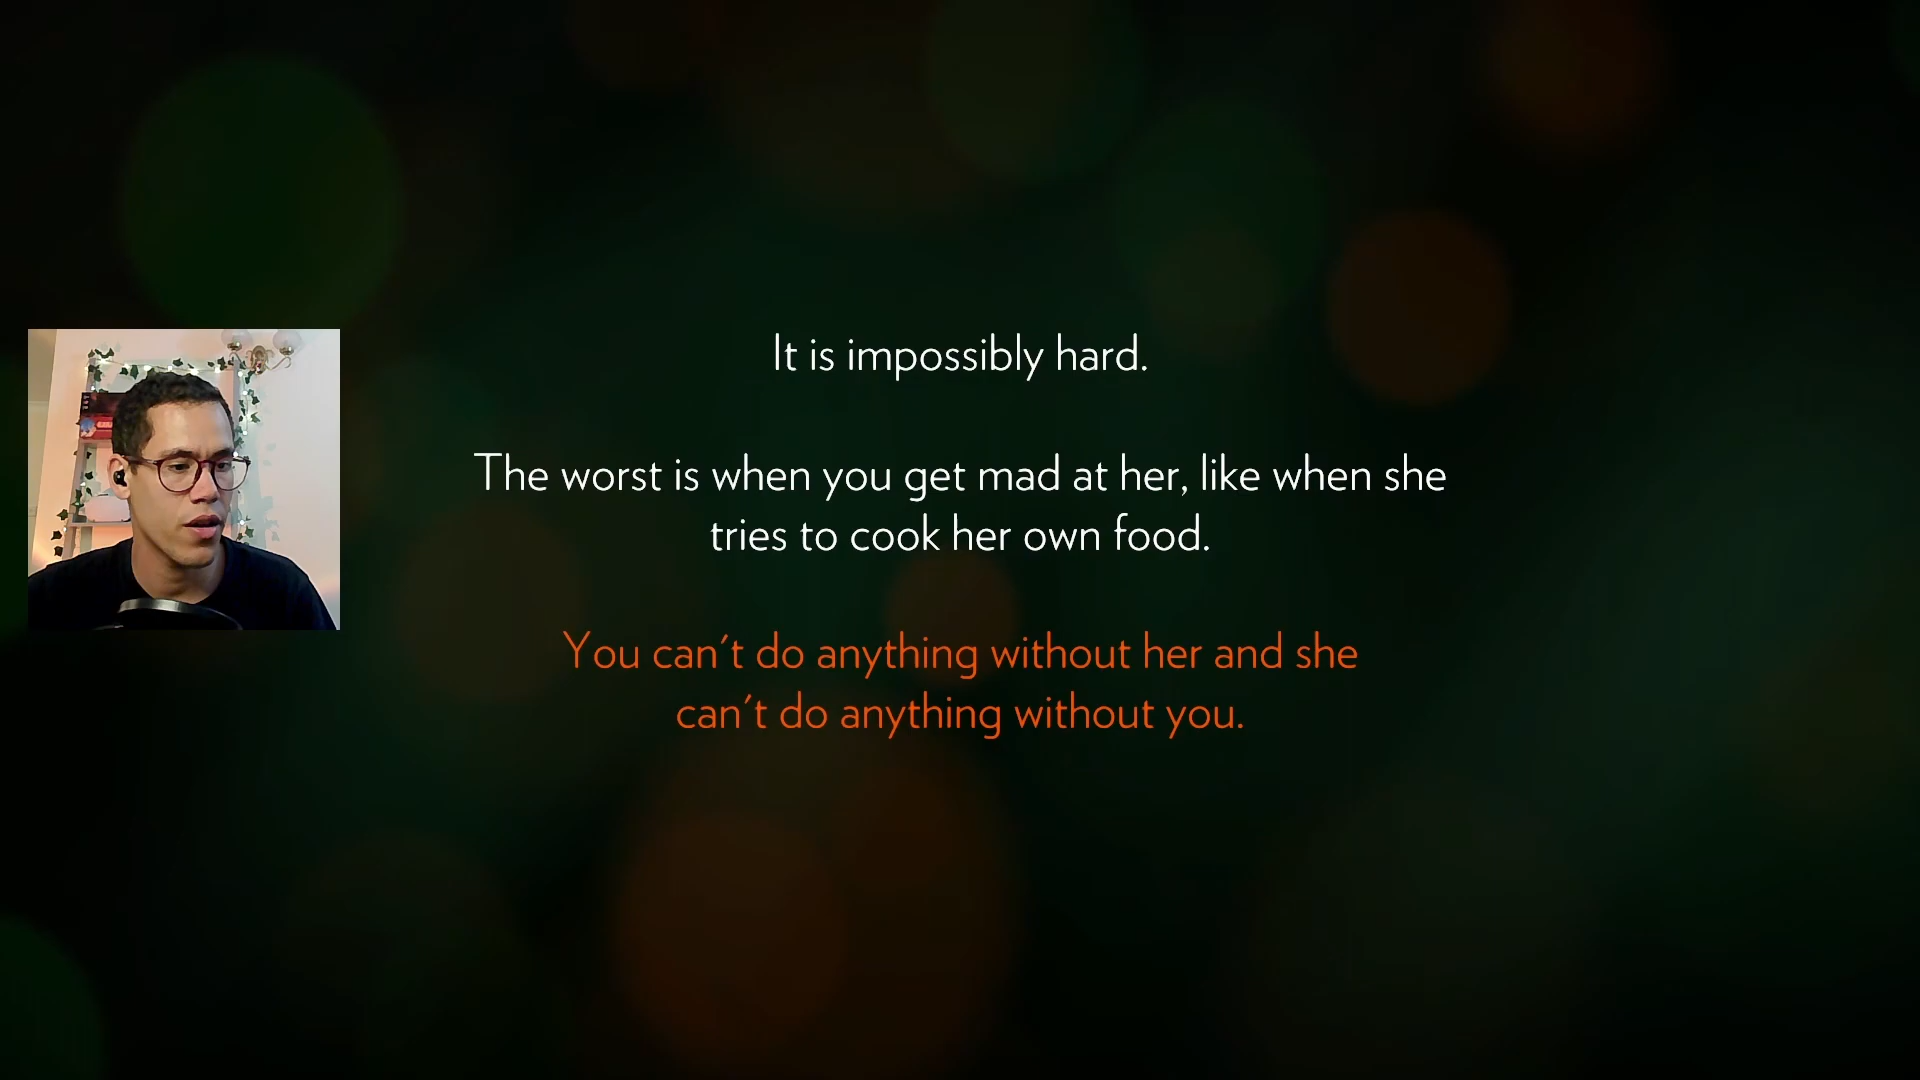 It is impossibly hard.
The worst is when you get mad at her, like when she
tries to cook her own food.
You can't do anything without her and she
can't do anything without you.